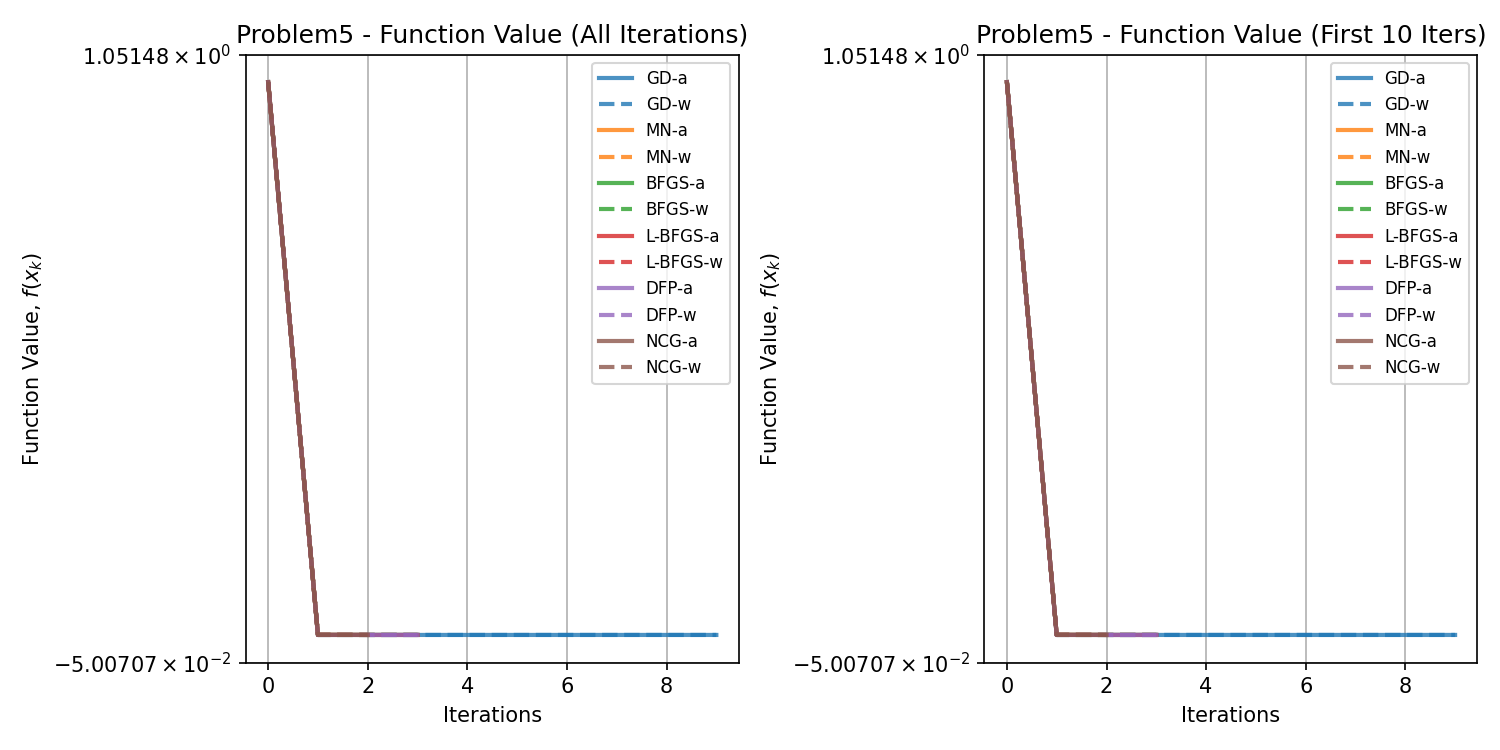 Problem5 - Function Value (All Iterations)
1.05148 × 10⁰
Function Value, f(xₖ)
−5.00707 × 10⁻²
0 2 4 6 8
Iterations
GD-a
GD-w
MN-a
MN-w
BFGS-a
BFGS-w
L-BFGS-a
L-BFGS-w
DFP-a
DFP-w
NCG-a
NCG-w
Problem5 - Function Value (First 10 Iters)
1.05148 × 10⁰
Function Value, f(xₖ)
−5.00707 × 10⁻²
0 2 4 6 8
Iterations
GD-a
GD-w
MN-a
MN-w
BFGS-a
BFGS-w
L-BFGS-a
L-BFGS-w
DFP-a
DFP-w
NCG-a
NCG-w